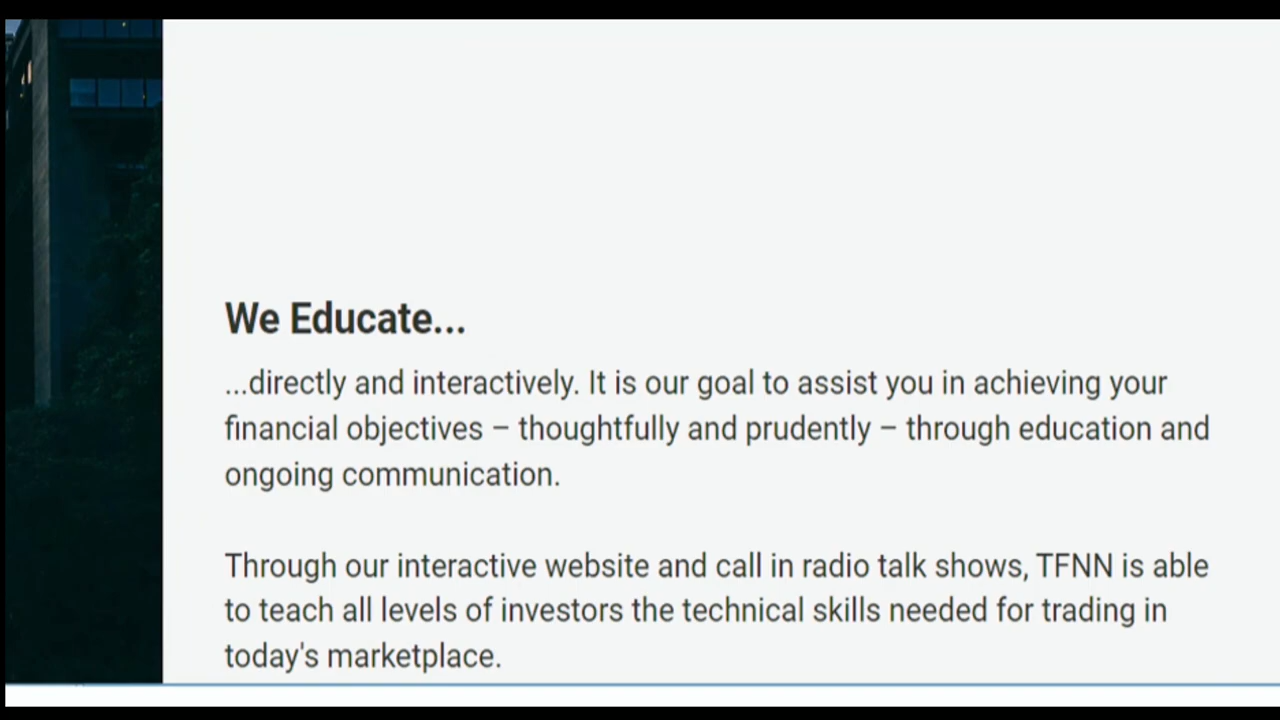 We Educate...
...directly and interactively. It is our goal to assist you in achieving your
financial objectives – thoughtfully and prudently – through education and
ongoing communication.
Through our interactive website and call in radio talk shows, TFNN is able
to teach all levels of investors the technical skills needed for trading in
today's marketplace.